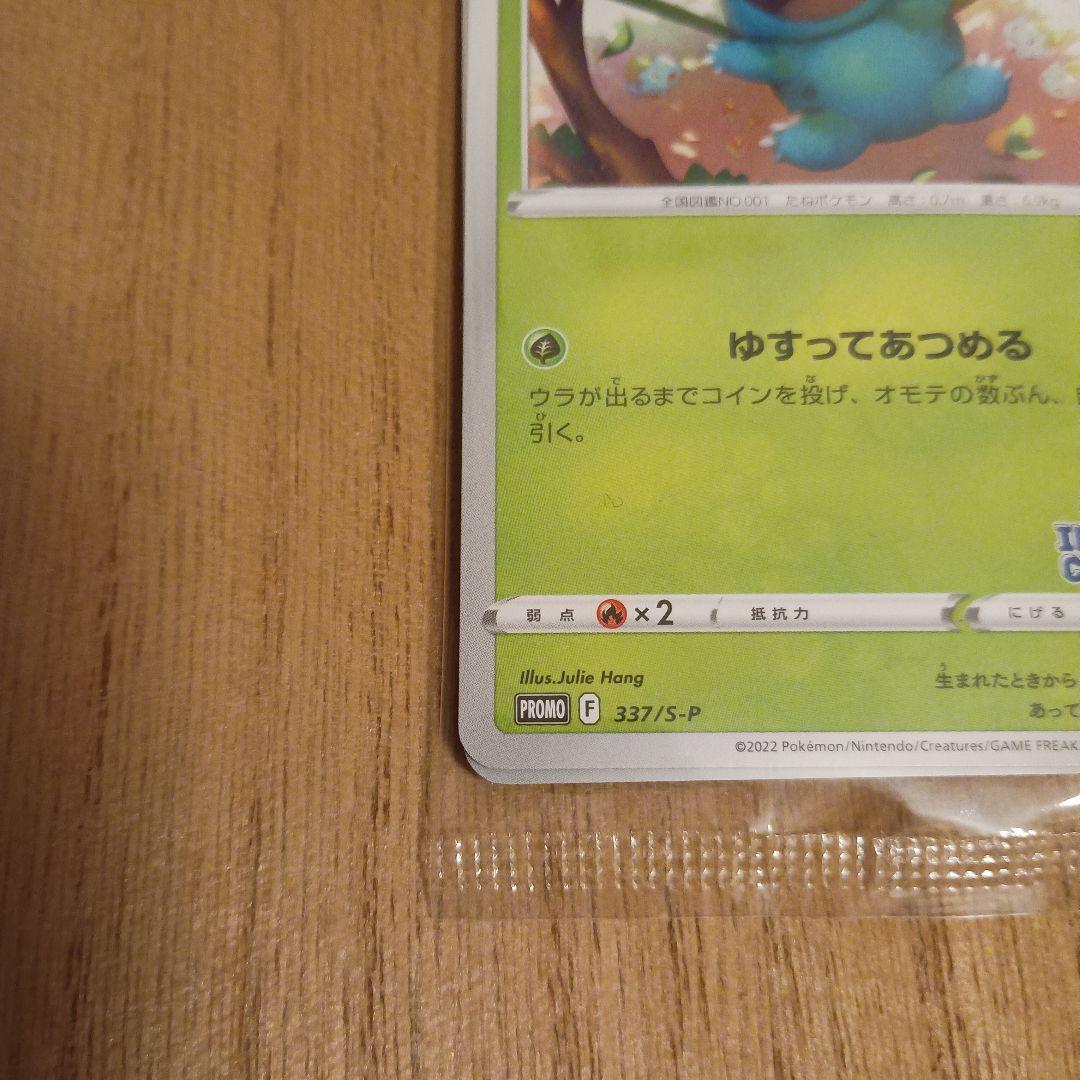 全国図鑑NO.001 たねポケモン 高さ:0.7m 重さ:6.9kg
ゆすってあつめる
ウラが出るまでコインを投げ、オモテの数ぶん、
引く。
弱点 ×2 抵抗力 にげる
Illus.Julie Hang
生まれたときから
PROMO F 337/S-P
あって
©2022 Pokémon/Nintendo/Creatures/GAME FREAK